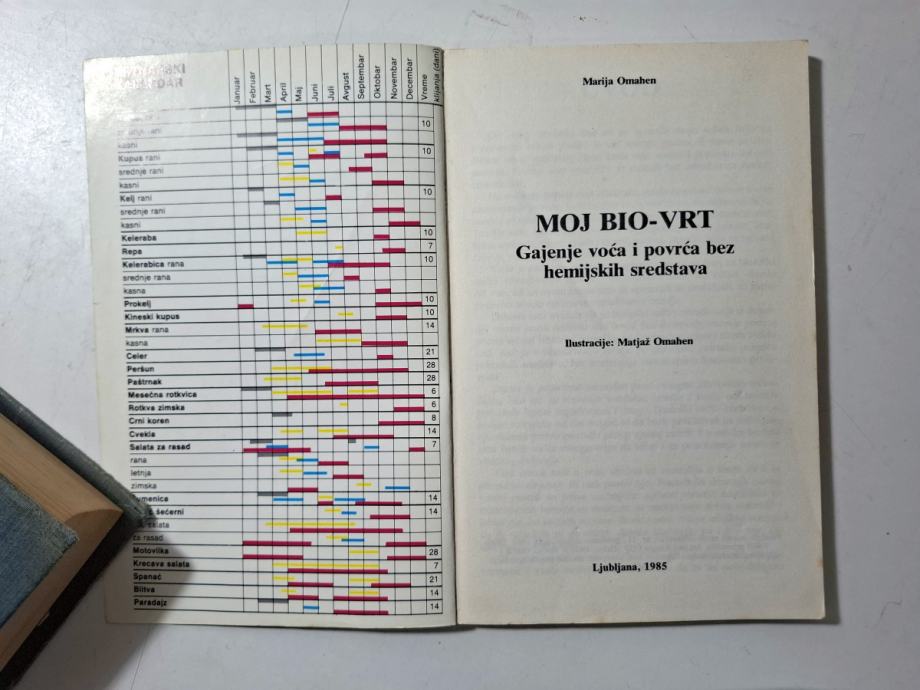 Januar
Februar
Mart
April
Maj
Juni
Juli
Avgust
Septembar
Oktobar
Novembar
Decembar
Vreme
klijanja (dani)
rani 10
kasni
Kupus rani 10
srednje rani
kasni
Kelj rani 10
srednje rani
kasni
Keleraba 10
Repa 7
Kelerabica rana 10
srednje rana
kasna
Prokelj 10
Kineski kupus 10
Mrkva rana 14
kasna
Celer 21
Peršun 28
Paštrnak 28
Mesečna rotkvica 6
Rotkva zimska 6
Crni koren 8
Cvekla 14
Salata za rasad 7
rana
letnja
zimska
14
šećerni 14
salata
za rasad
Motovilka 28
Krecava salata 7
Spanać 21
Blitva 14
Paradajz 14
Marija Omahen
MOJ BIO-VRT
Gajenje voća i povrća bez
hemijskih sredstava
Ilustracije: Matjaž Omahen
Ljubljana, 1985